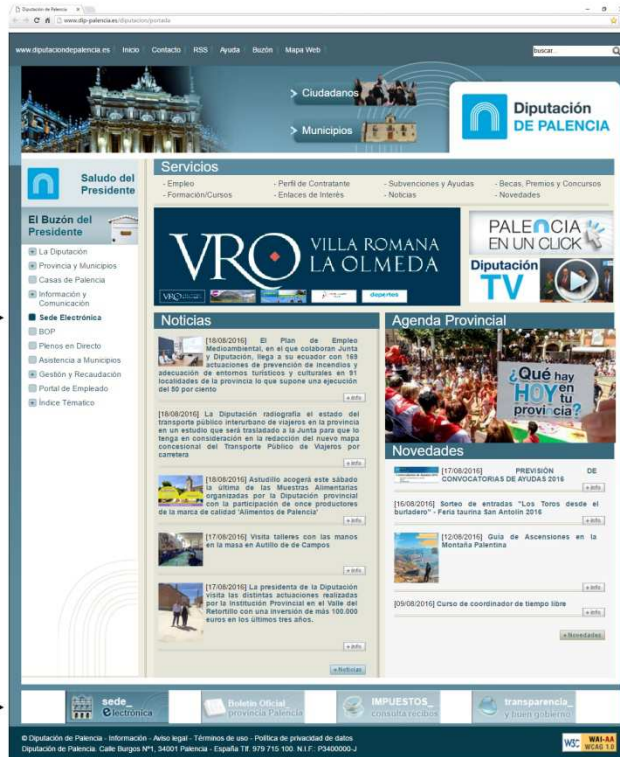 Diputación de Palencia
www.dip-palencia.es/diputacion/portada
www.diputaciondepalencia.es Inicio Contacto RSS Ayuda Buzón Mapa Web
buscar...
Ciudadanos
Municipios
Diputación
DE PALENCIA
Saludo del
Presidente
El Buzón del
Presidente
La Diputación
Provincia y Municipios
Casas de Palencia
Información y
Comunicación
Sede Electrónica
BOP
Plenos en Directo
Asistencia a Municipios
Gestión y Recaudación
Portal de Empleado
Índice Temático
Servicios
- Empleo - Perfil de Contratante - Subvenciones y Ayudas - Becas, Premios y Concursos
- Formación/Cursos - Enlaces de Interés - Noticias - Novedades
VRO VILLA ROMANA
LA OLMEDA
VRO
deportes
PALENCIA
EN UN CLICK
Diputación
TV
Noticias
[18/08/2016] El Plan de Empleo
Medioambiental, en el que colaboran Junta
y Diputación, llega a su ecuador con 169
actuaciones de prevención de incendios y
adecuación de entornos turísticos y culturales en 91
localidades de la provincia lo que supone una ejecución
del 50 por ciento
+ info
[18/08/2016] La Diputación radiografía el estado del
transporte público interurbano de viajeros en la provincia
en un estudio que será trasladado a la Junta para que lo
tenga en consideración en la redacción del nuevo mapa
concesional del Transporte Público de Viajeros por
carretera
+ info
[18/08/2016] Astudillo acogerá este sábado
la última de las Muestras Alimentarias
organizadas por la Diputación provincial
con la participación de once productores
de la marca de calidad 'Alimentos de Palencia'
+ info
[17/08/2016] Visita talleres con las manos
en la masa en Autillo de de Campos
+ info
[17/08/2016] La presidenta de la Diputación
visita las distintas actuaciones realizadas
por la Institución Provincial en el Valle del
Retortillo con una inversión de más 100.000
euros en los últimos tres años.
+ info
+ Noticias
Agenda Provincial
¿Qué hay
HOY en
tu
provincia?
Novedades
[17/08/2016] PREVISIÓN DE
CONVOCATORIAS DE AYUDAS 2016
+ info
[16/08/2016] Sorteo de entradas "Los Toros desde el
burladero" - Feria taurina San Antolín 2016
+ info
[12/08/2016] Guía de Ascensiones en la
Montaña Palentina
+ info
[09/08/2016] Curso de coordinador de tiempo libre
+ info
+ Novedades
sede_
electrónica
Boletín Oficial_
provincia Palencia
IMPUESTOS_
consulta recibos
transparencia_
y buen gobierno
© Diputación de Palencia - Información - Aviso legal - Términos de uso - Política de privacidad de datos
Diputación de Palencia. Calle Burgos Nº1, 34001 Palencia - España Tlf. 979 715 100. N.I.F.: P3400000-J
W3C WAI-AA
WCAG 1.0